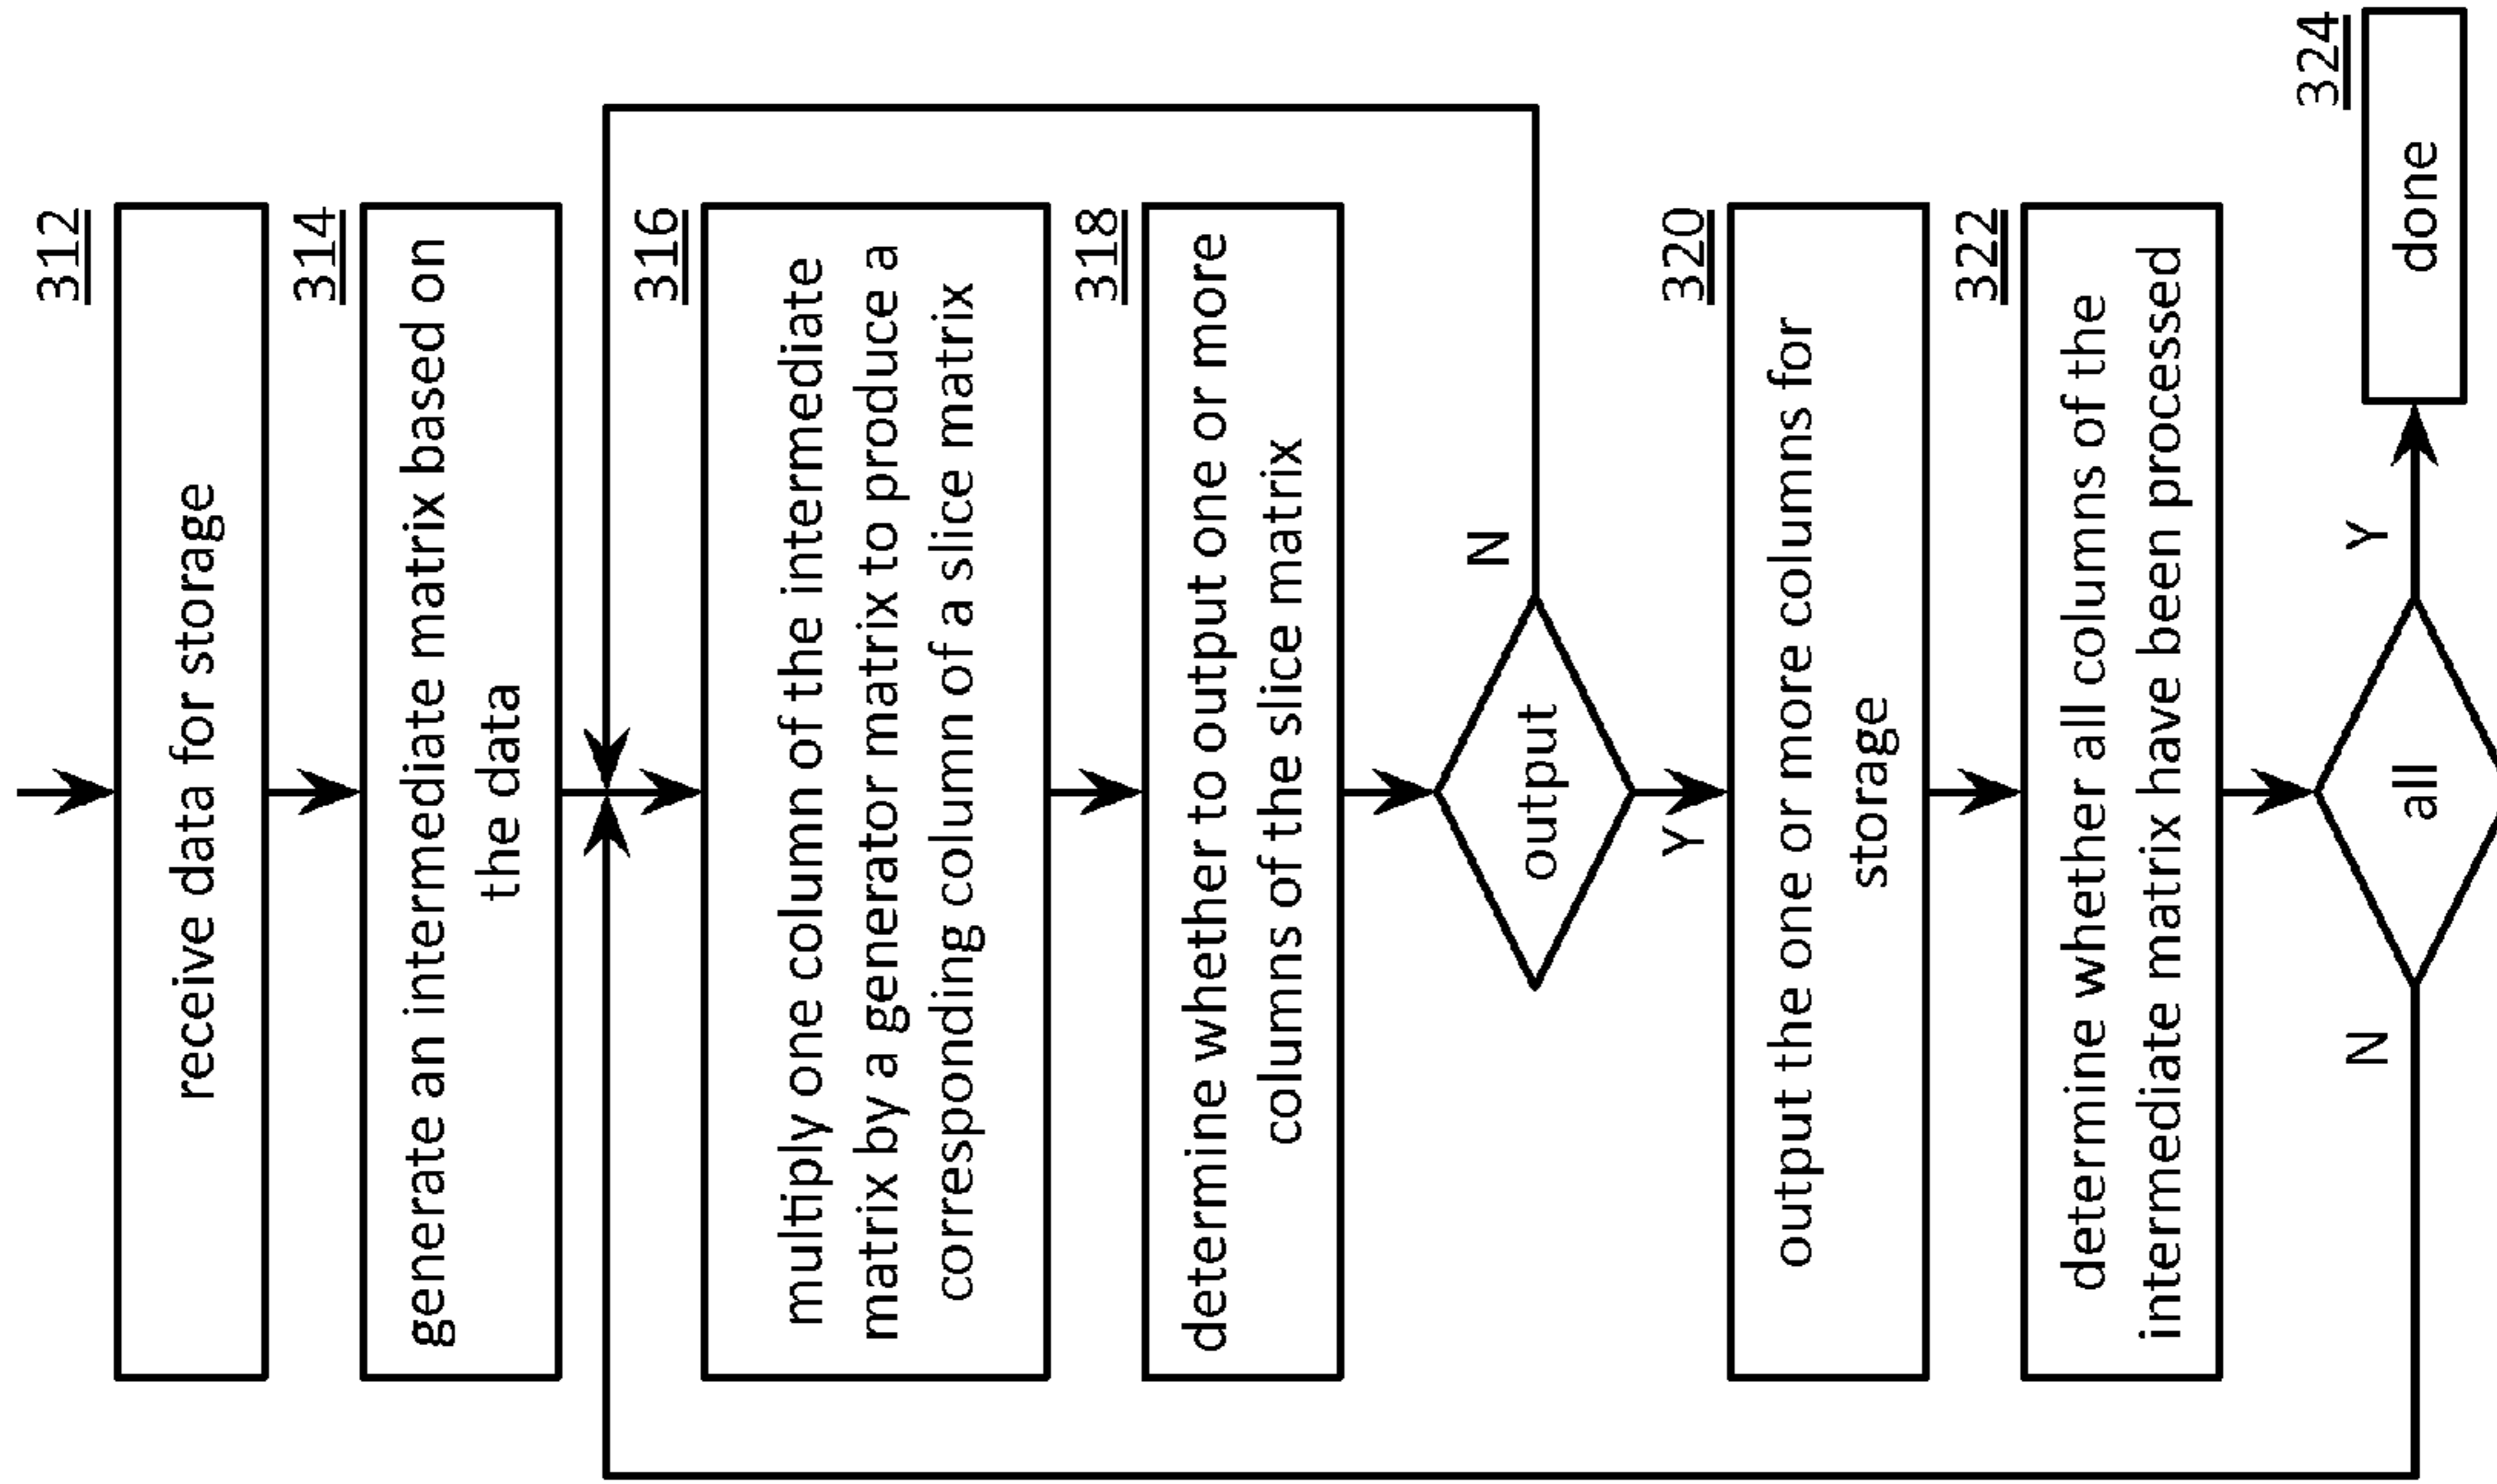 312
receive data for storage
314
generate an intermediate matrix based on
the data
316
multiply one column of the intermediate
matrix by a generator matrix to produce a
corresponding column of a slice matrix
318
determine whether to output one or more
columns of the slice matrix
output
N
Y
320
output the one or more columns for
storage
322
determine whether all columns of the
intermediate matrix have been processed
N
all
Y
324
done